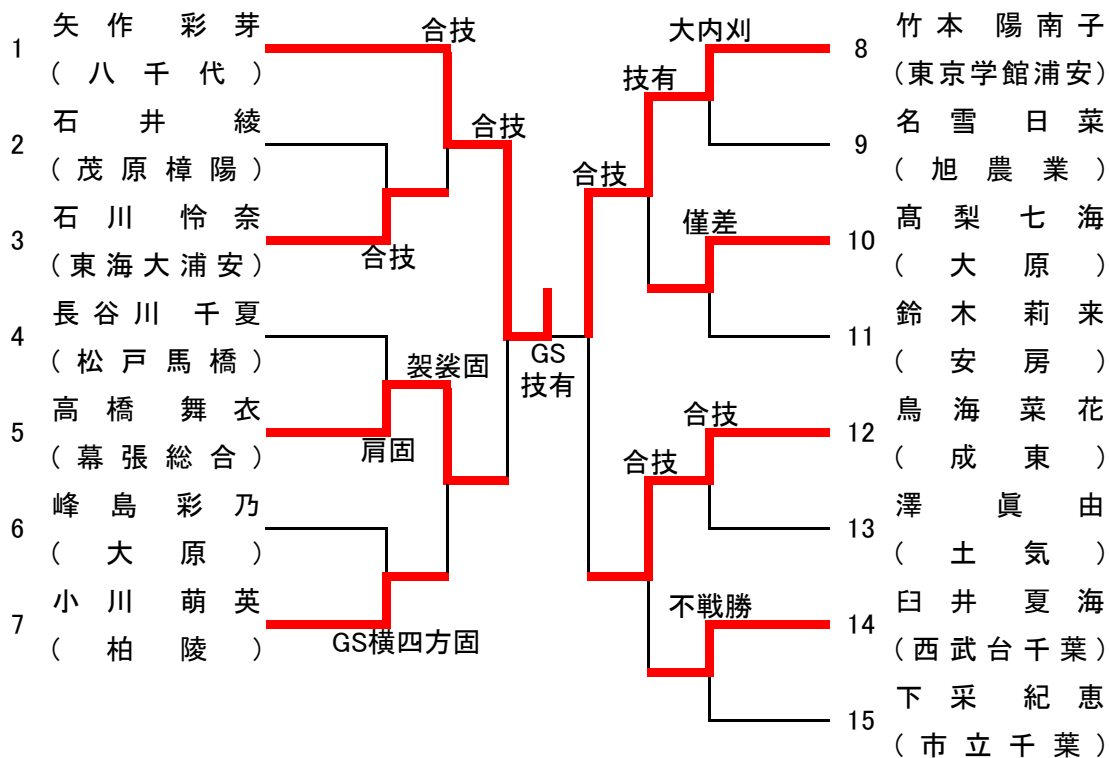 1 矢作 彩芽
(八千代)
2 石井 綾
(茂原樟陽)
3 石川 怜奈
(東海大浦安)
4 長谷川 千夏
(松戸馬橋)
5 高橋 舞衣
(幕張総合)
6 峰島 彩乃
(大原)
7 小川 萌英
(柏陵)
合技
合技
合技
袈裟固
肩固
GS横四方固
GS
技有
大内刈
技有
合技
僅差
合技
合技
不戦勝
8 竹本 陽南子
(東京学館浦安)
9 名雪 日菜
(旭農業)
10 髙梨 七海
(大原)
11 鈴木 莉来
(安房)
12 鳥海 菜花
(成東)
13 澤 眞由
(土気)
14 臼井 夏海
(西武台千葉)
15 下采 紀恵
(市立千葉)